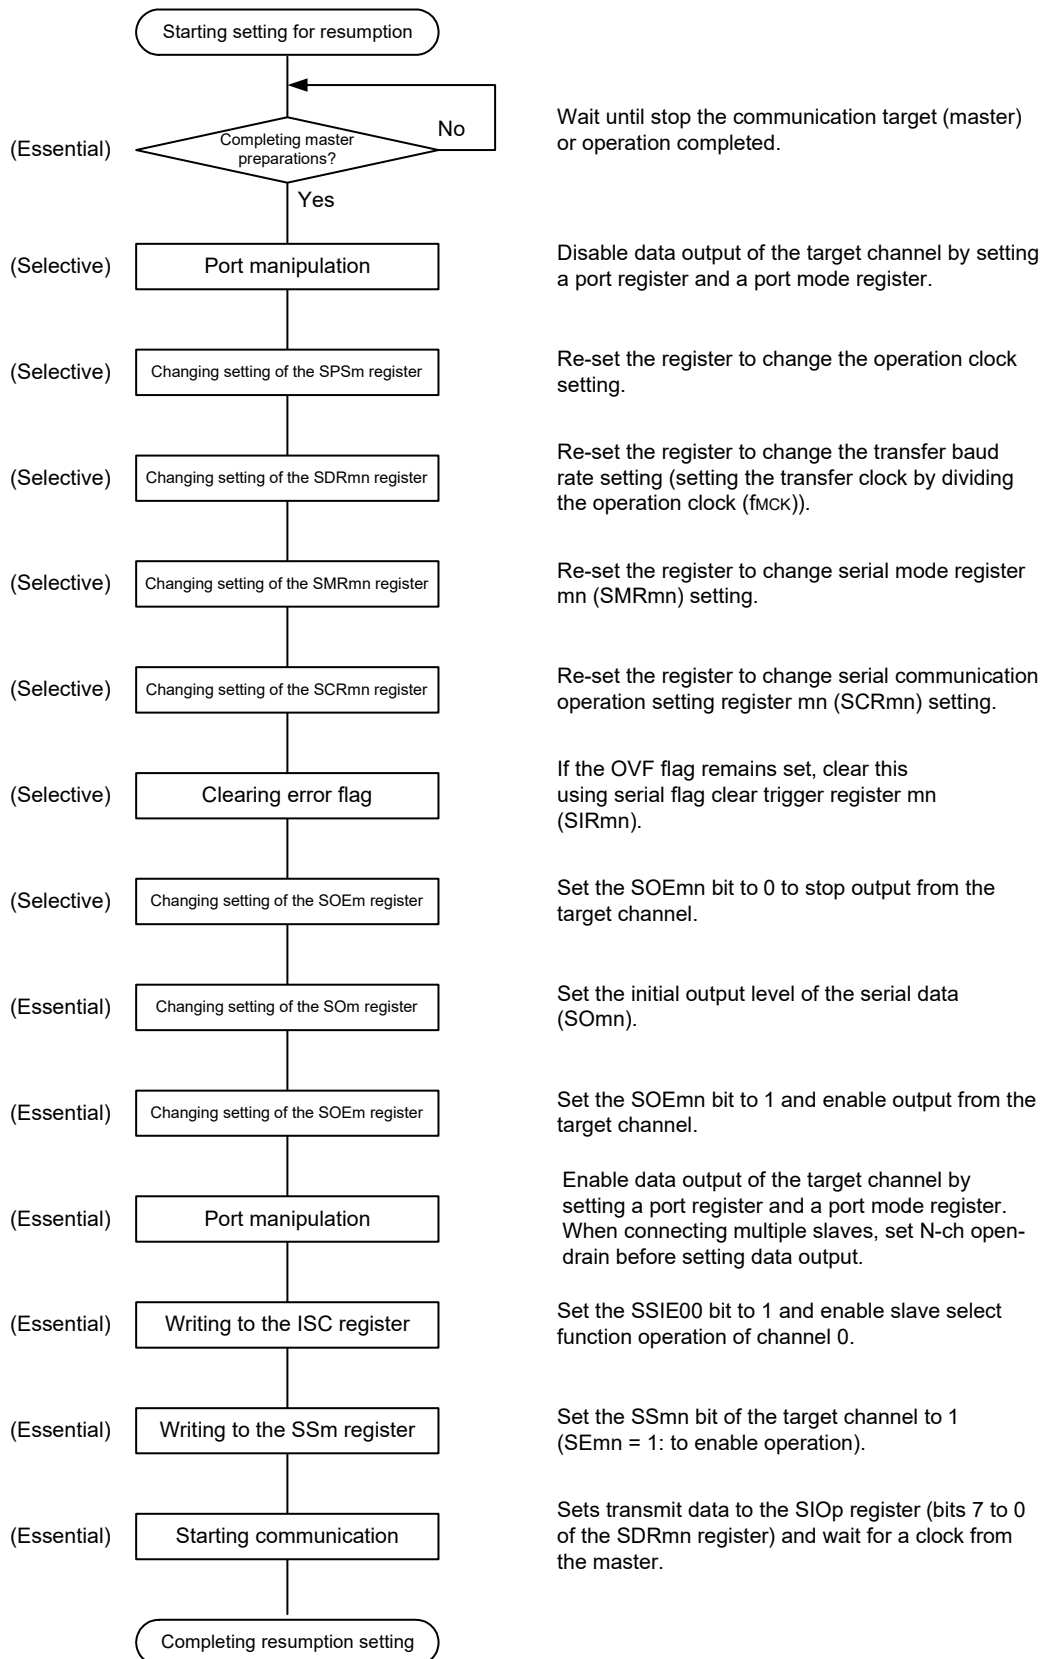 Starting setting for resumption
(Essential)
Completing master
preparations?
No
Wait until stop the communication target (master)
or operation completed.
Yes
(Selective)
Port manipulation
Disable data output of the target channel by setting
a port register and a port mode register.
(Selective)
Changing setting of the SPSm register
Re-set the register to change the operation clock
setting.
(Selective)
Changing setting of the SDRmn register
Re-set the register to change the transfer baud
rate setting (setting the transfer clock by dividing
the operation clock (fMCK)).
(Selective)
Changing setting of the SMRmn register
Re-set the register to change serial mode register
mn (SMRmn) setting.
(Selective)
Changing setting of the SCRmn register
Re-set the register to change serial communication
operation setting register mn (SCRmn) setting.
(Selective)
Clearing error flag
If the OVF flag remains set, clear this
using serial flag clear trigger register mn
(SIRmn).
(Selective)
Changing setting of the SOEm register
Set the SOEmn bit to 0 to stop output from the
target channel.
(Essential)
Changing setting of the SOm register
Set the initial output level of the serial data
(SOmn).
(Essential)
Changing setting of the SOEm register
Set the SOEmn bit to 1 and enable output from the
target channel.
(Essential)
Port manipulation
Enable data output of the target channel by
setting a port register and a port mode register.
When connecting multiple slaves, set N-ch open-
drain before setting data output.
(Essential)
Writing to the ISC register
Set the SSIE00 bit to 1 and enable slave select
function operation of channel 0.
(Essential)
Writing to the SSm register
Set the SSmn bit of the target channel to 1
(SEmn = 1: to enable operation).
(Essential)
Starting communication
Sets transmit data to the SIOp register (bits 7 to 0
of the SDRmn register) and wait for a clock from
the master.
Completing resumption setting